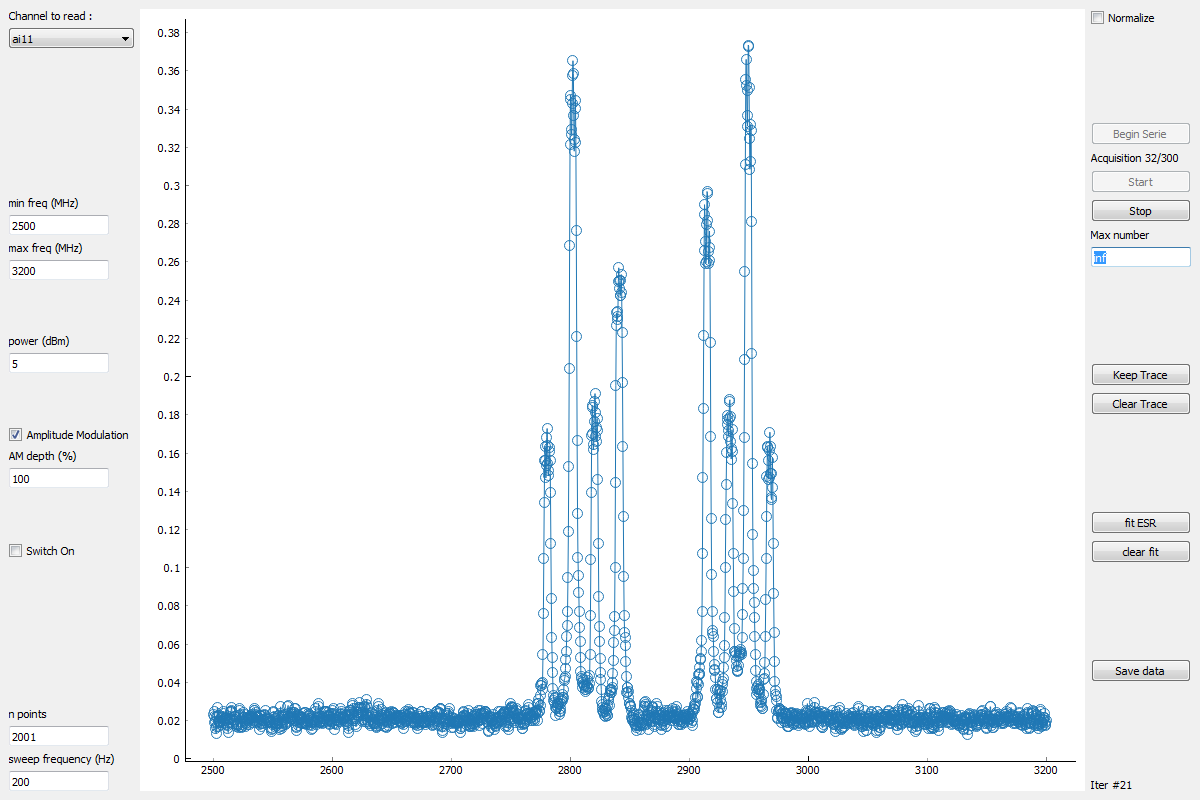 Channel to read :
ai11
min freq (MHz)
2500
max freq (MHz)
3200
power (dBm)
5
Amplitude Modulation
AM depth (%)
100
Switch On
n points
2001
sweep frequency (Hz)
200
0.38
0.36
0.34
0.32
0.3
0.28
0.26
0.24
0.22
0.2
0.18
0.16
0.14
0.12
0.1
0.08
0.06
0.04
0.02
0
2500
2600
2700
2800
2900
3000
3100
3200
Normalize
Begin Serie
Acquisition 32/300
Start
Stop
Max number
inf
Keep Trace
Clear Trace
fit ESR
clear fit
Save data
Iter #21